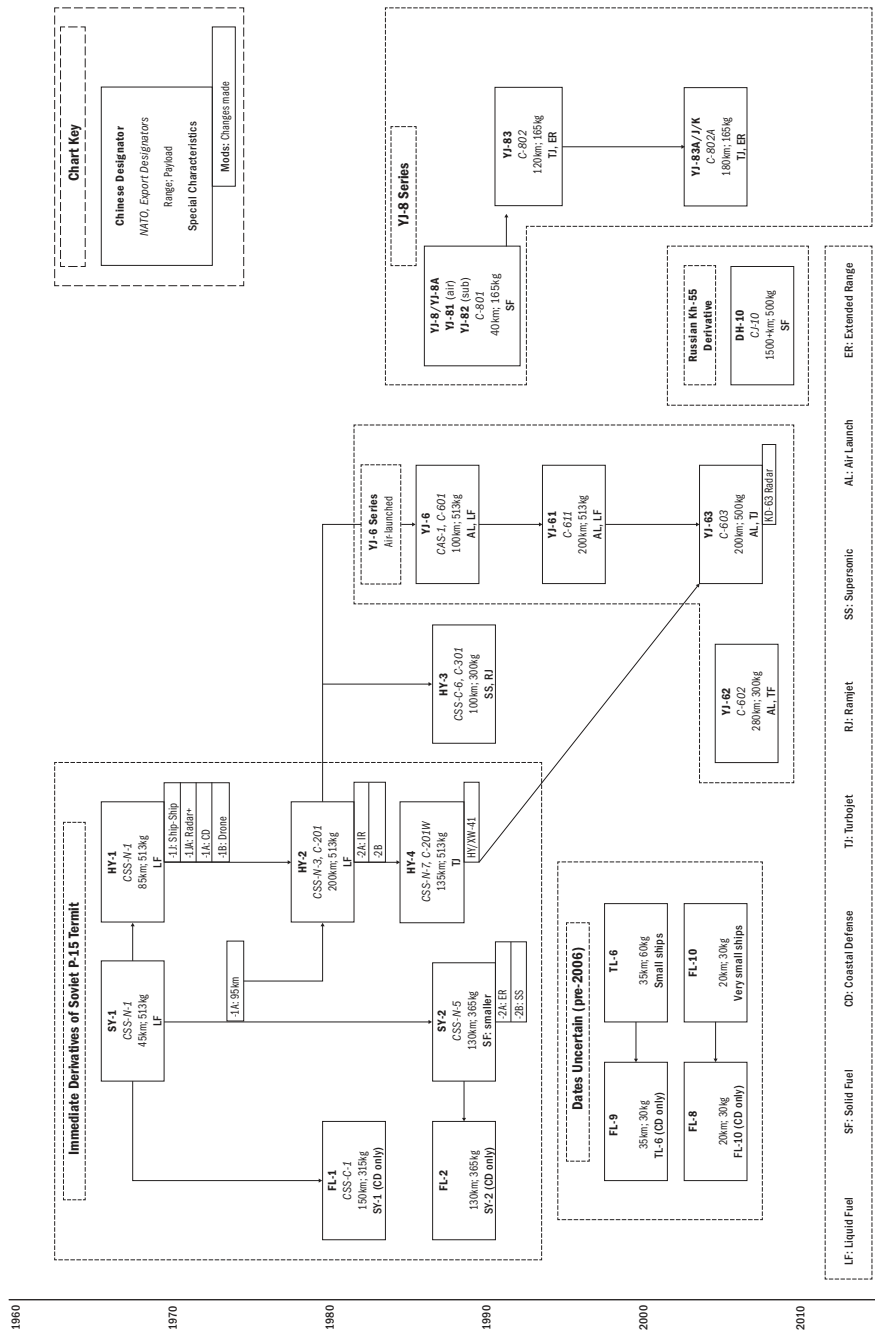 1960
1970
1980
1990
2000
2010
Immediate Derivatives of Soviet P-15 Termit
SY-1
CSS-N-1
45km; 513kg
LF
-1A: 95km
HY-1
CSS-N-1
85km; 513kg
LF
-1J: Ship-Ship
-1JA: Radar+
-1A: CD
-1B: Drone
FL-1
CSS-C-1
150km; 315kg
SY-1 (CD only)
HY-2
CSS-N-3, C-201
200km; 513kg
LF
-2A: IR
-2B
FL-2
130km; 365kg
SY-2 (CD only)
SY-2
CSS-N-5
130km; 365kg
SF: smaller
-2A: ER
-2B: SS
HY-4
CSS-N-7, C-201W
135km; 513kg
TJ
HY/XW-41
HY-3
CSS-C-6, C-301
100km; 300kg
SS, RJ
Chart Key
Chinese Designator
NATO, Export Designators
Range; Payload
Special Characteristics
Mods: Changes made
YJ-6 Series
Air-launched
YJ-6
CAS-1, C-601
100km; 513kg
AL, LF
YJ-61
C-611
200km; 513kg
AL, LF
YJ-63
C-603
200km; 500kg
AL, TJ
KD-63 Radar
YJ-62
C-602
280km; 300kg
AL, TF
YJ-8 Series
YJ-8/YJ-8A
YJ-81 (air)
YJ-82 (sub)
C-801
40km; 165kg
SF
YJ-83
C-802
120km; 165kg
TJ, ER
YJ-83A/J/K
C-802A
180km; 165kg
TJ, ER
Russian Kh-55
Derivative
DH-10
CJ-10
1500+km; 500kg
SF
Dates Uncertain (pre-2006)
FL-9
35km; 30kg
TL-6 (CD only)
TL-6
35km; 60kg
Small ships
FL-8
20km; 30kg
FL-10 (CD only)
FL-10
20km; 30kg
Very small ships
LF: Liquid Fuel
SF: Solid Fuel
CD: Coastal Defense
TJ: Turbojet
RJ: Ramjet
SS: Supersonic
AL: Air Launch
ER: Extended Range